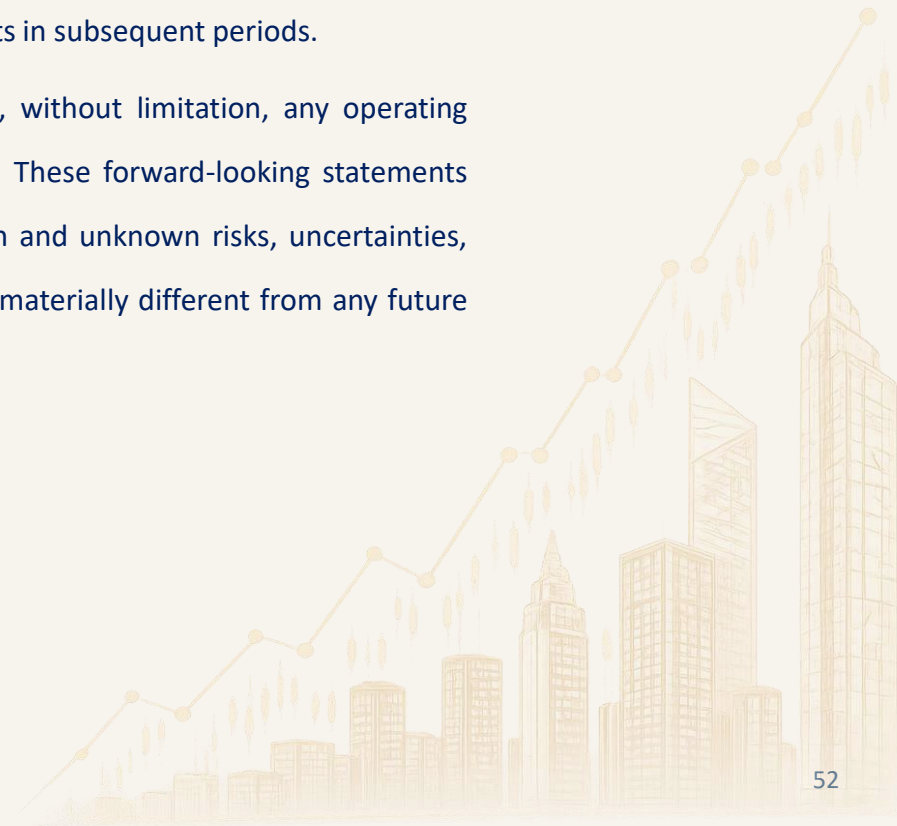 ts in subsequent periods.
, without limitation, any operating
These forward-looking statements
n and unknown risks, uncertainties,
materially different from any future
52